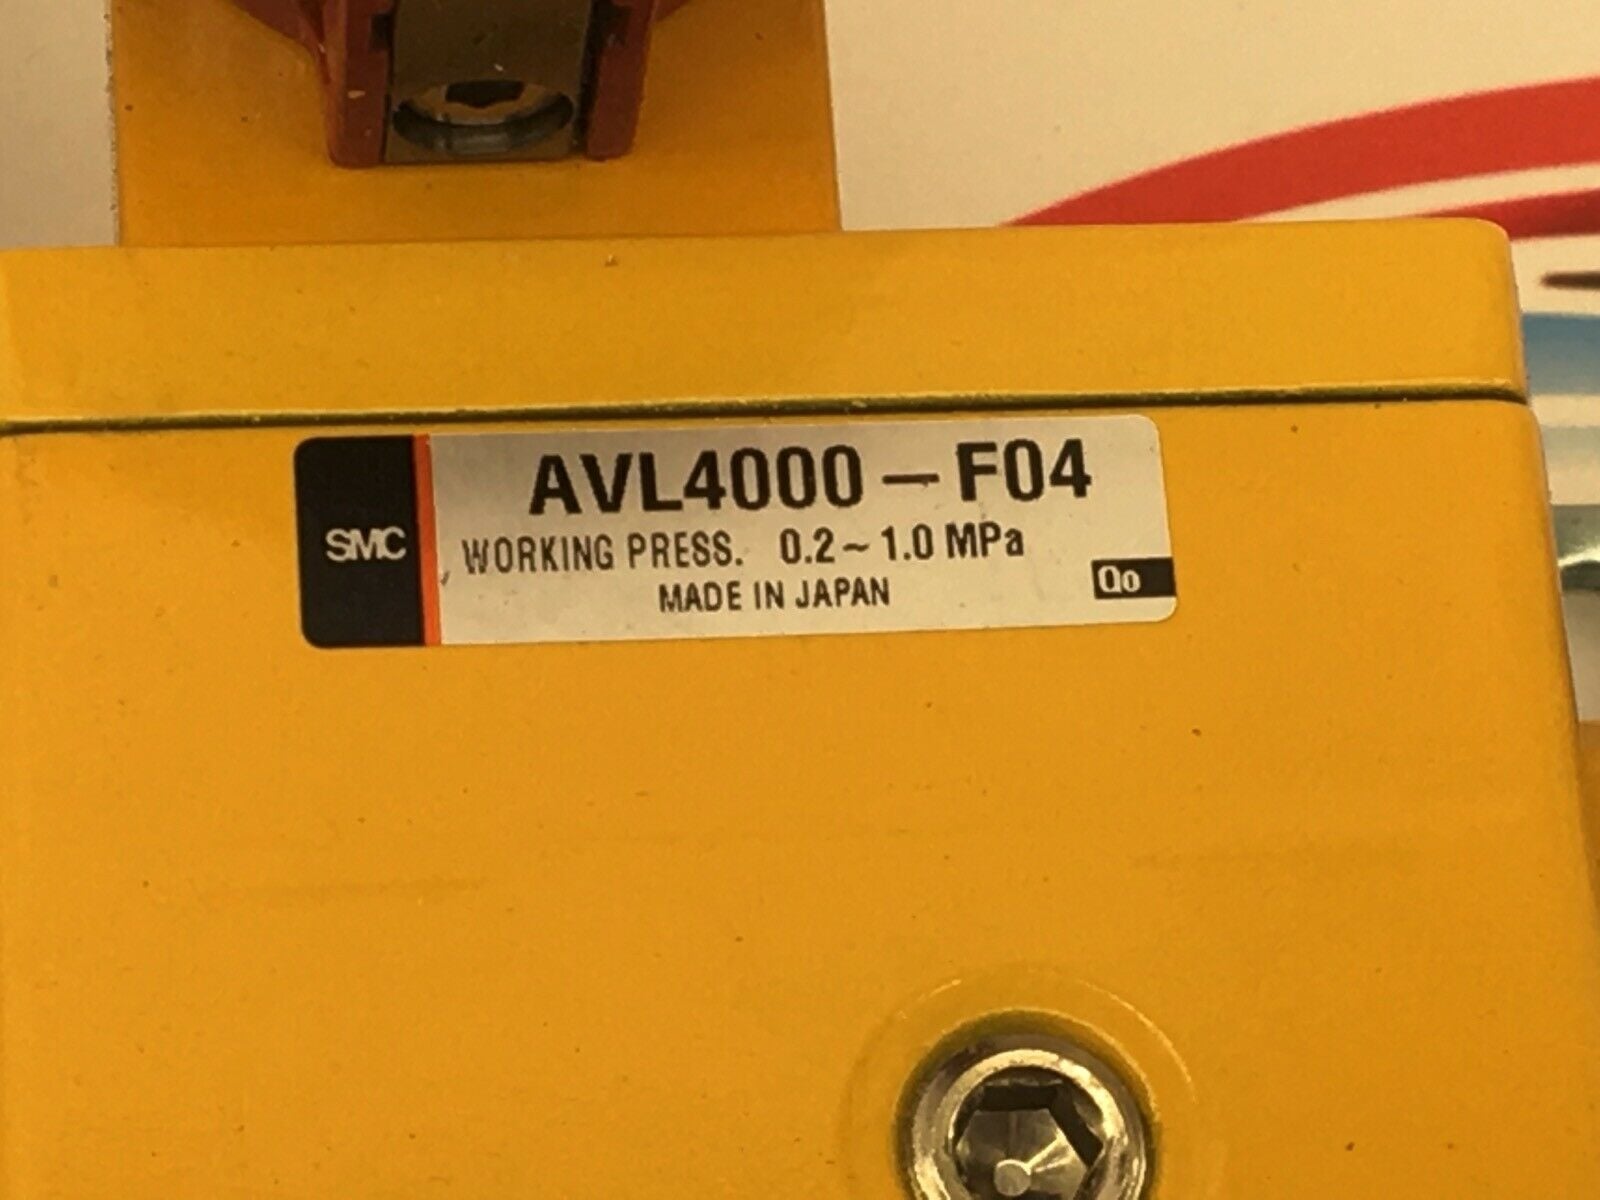 SMC
AVL4000-F04
WORKING PRESS. 0.2~1.0 MPa
MADE IN JAPAN
Qo